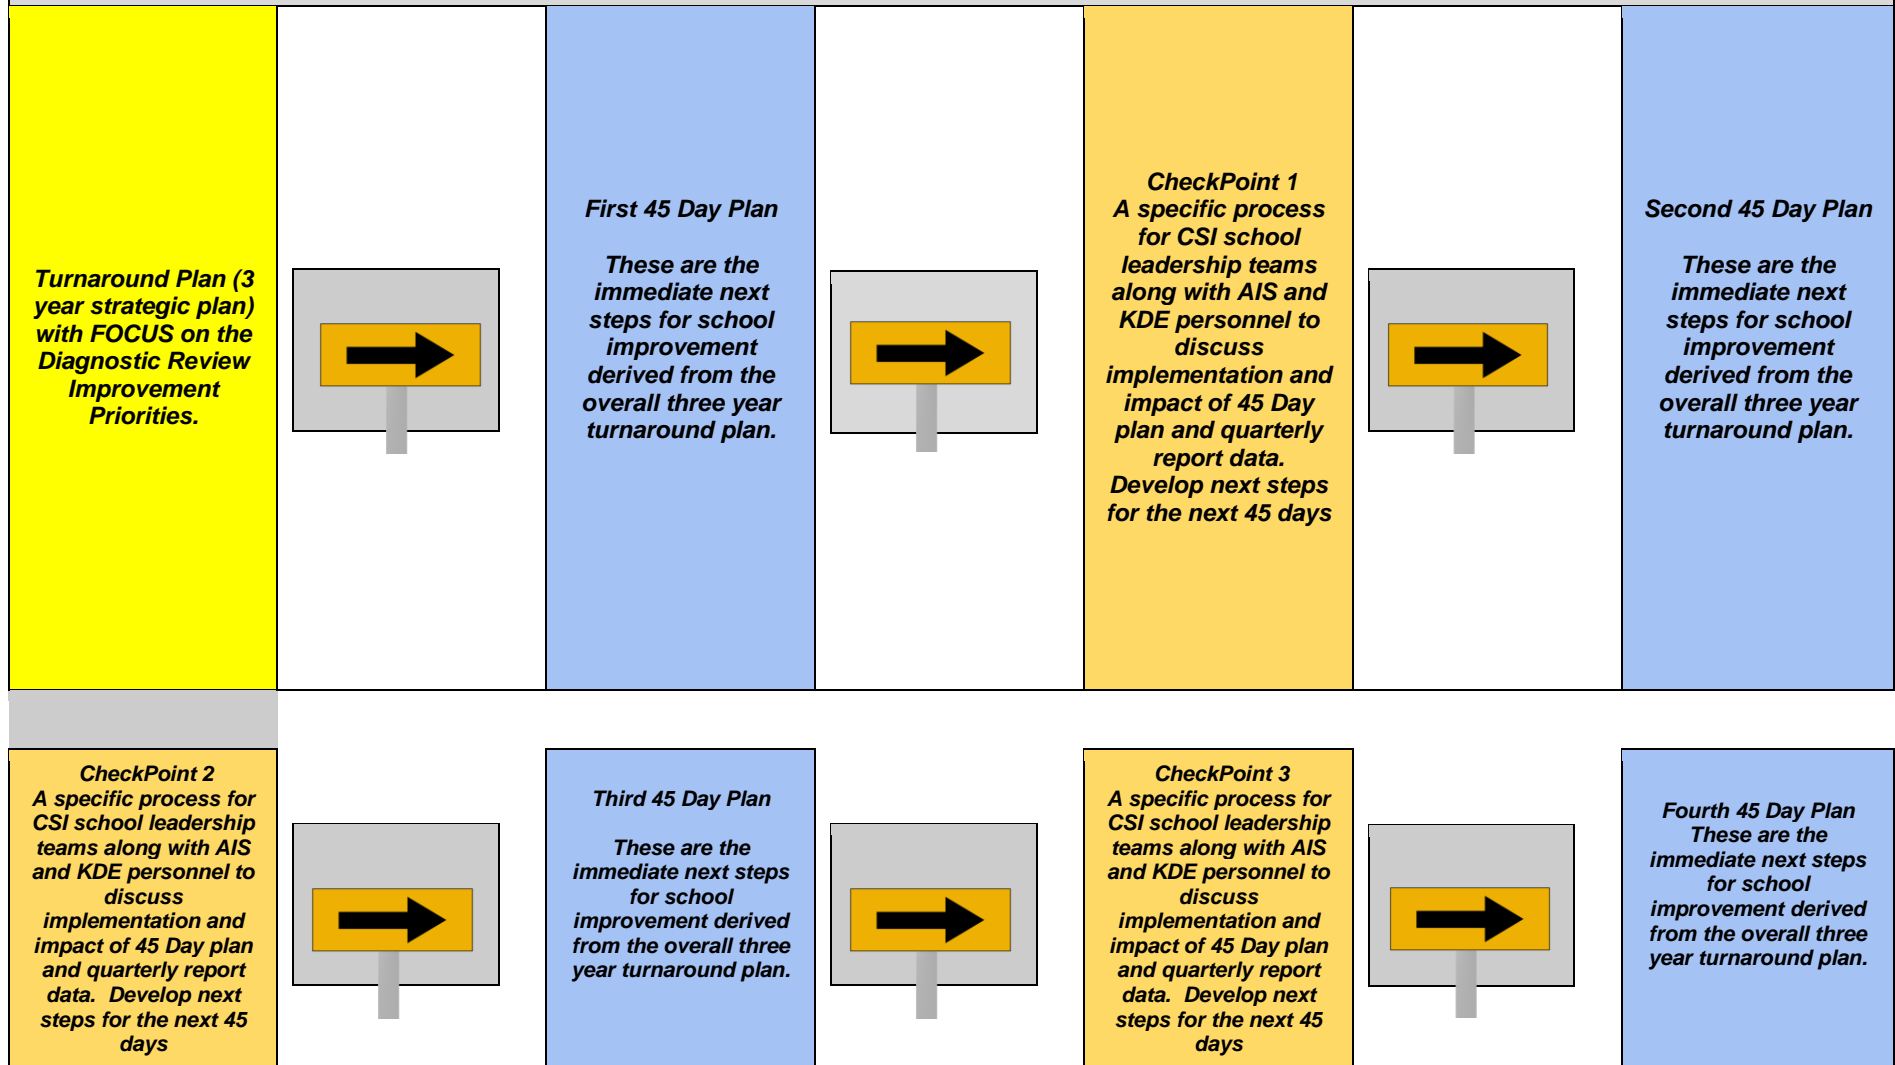 Turnaround Plan (3
year strategic plan)
with FOCUS on the
Diagnostic Review
Improvement
Priorities.
First 45 Day Plan
These are the
immediate next
steps for school
improvement
derived from the
overall three year
turnaround plan.
CheckPoint 1
A specific process
for CSI school
leadership teams
along with AIS and
KDE personnel to
discuss
implementation and
impact of 45 Day
plan and quarterly
report data.
Develop next steps
for the next 45 days
Second 45 Day Plan
These are the
immediate next
steps for school
improvement
derived from the
overall three year
turnaround plan.
CheckPoint 2
A specific process for
CSI school leadership
teams along with AIS
and KDE personnel to
discuss
implementation and
impact of 45 Day plan
and quarterly report
data.  Develop next
steps for the next 45
days
Third 45 Day Plan
These are the
immediate next steps
for school
improvement derived
from the overall three
year turnaround plan.
CheckPoint 3
A specific process for
CSI school leadership
teams along with AIS
and KDE personnel to
discuss
implementation and
impact of 45 Day plan
and quarterly report
data.  Develop next
steps for the next 45
days
Fourth 45 Day Plan
These are the
immediate next steps
for school
improvement derived
from the overall three
year turnaround plan.